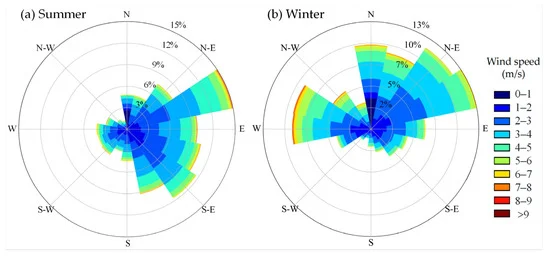 (a) Summer
N
15%
12%
9%
6%
3%
N-W
N-E
W
E
S-W
S-E
S
(b) Winter
N
13%
10%
7%
5%
2%
N-W
N-E
W
E
S-W
S-E
S
Wind speed
(m/s)
0-1
1-2
2-3
3-4
4-5
5-6
6-7
7-8
8-9
>9